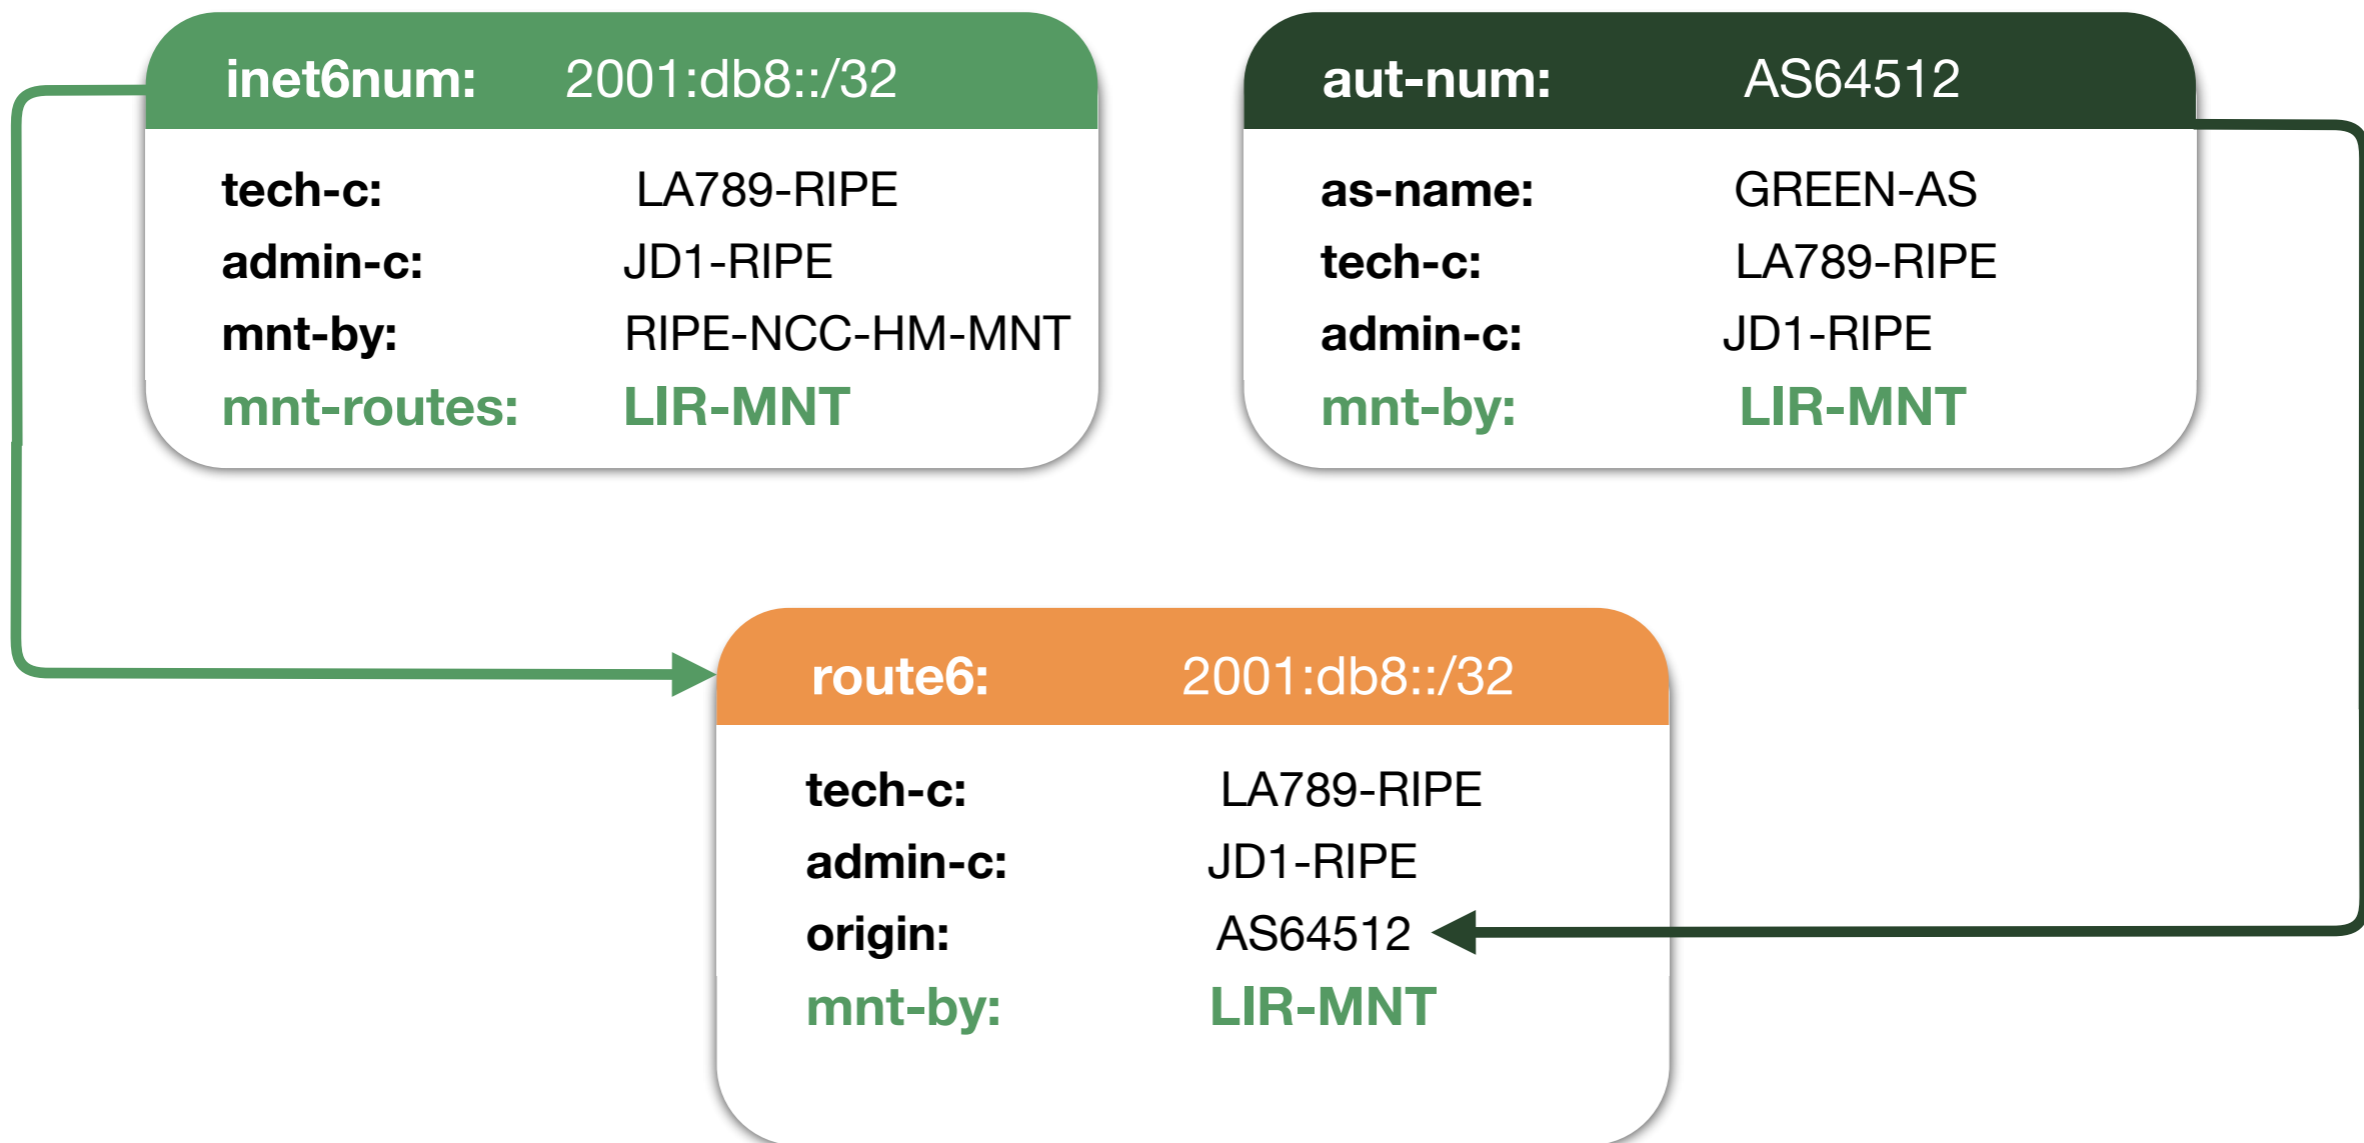 inet6num: 2001:db8::/32
tech-c: LA789-RIPE
admin-c: JD1-RIPE
mnt-by: RIPE-NCC-HM-MNT
mnt-routes: LIR-MNT
aut-num: AS64512
as-name: GREEN-AS
tech-c: LA789-RIPE
admin-c: JD1-RIPE
mnt-by: LIR-MNT
route6: 2001:db8::/32
tech-c: LA789-RIPE
admin-c: JD1-RIPE
origin: AS64512
mnt-by: LIR-MNT